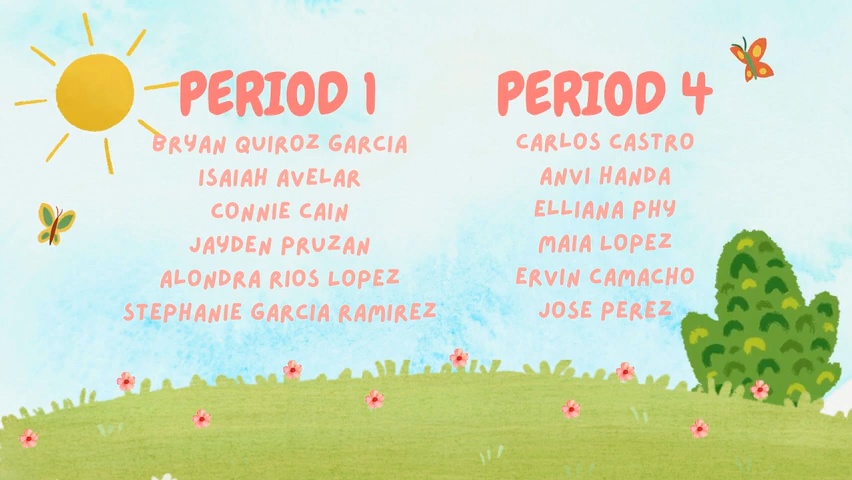 PERIOD 1
BRYAN QUIROZ GARCIA
ISAIAH AVELAR
CONNIE CAIN
JAYDEN PRUZAN
ALONDRA RIOS LOPEZ
STEPHANIE GARCIA RAMIREZ
PERIOD 4
CARLOS CASTRO
ANVI HANDA
ELLIANA PHY
MAIA LOPEZ
ERVIN CAMACHO
JOSE PEREZ